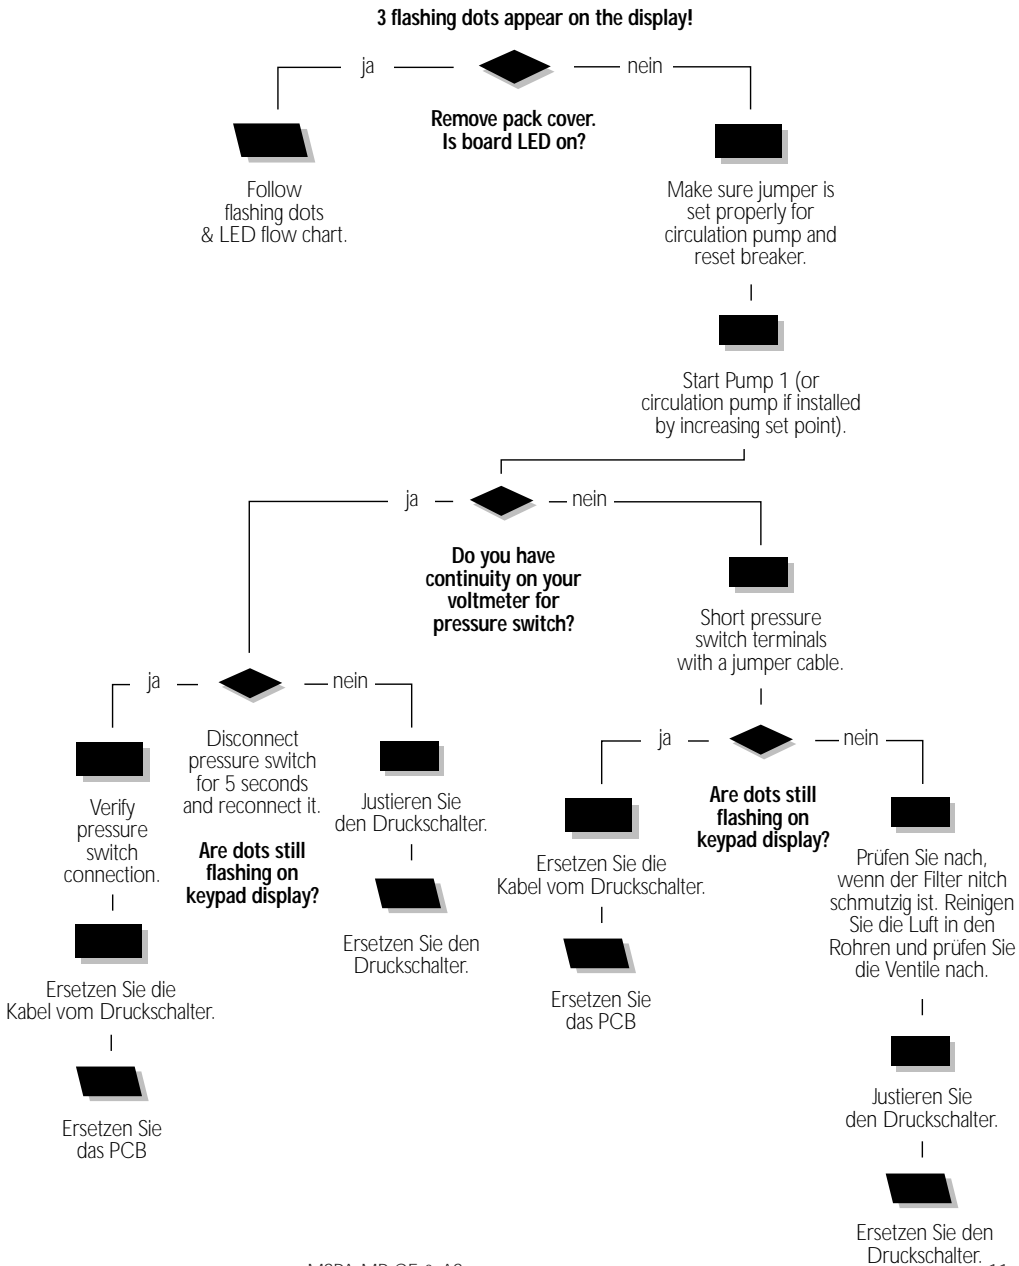 3 flashing dots appear on the display!
ja
nein
Remove pack cover.
Is board LED on?
Follow
flashing dots
& LED flow chart.
Make sure jumper is
set properly for
circulation pump and
reset breaker.
Start Pump 1 (or
circulation pump if installed
by increasing set point).
ja
nein
Do you have
continuity on your
voltmeter for
pressure switch?
Short pressure
switch terminals
with a jumper cable.
ja
nein
Disconnect
pressure switch
for 5 seconds
and reconnect it.
Are dots still
flashing on
keypad display?
Verify
pressure
switch
connection.
Ersetzen Sie die
Kabel vom Druckschalter.
Ersetzen Sie
das PCB
Justieren Sie
den Druckschalter.
Ersetzen Sie den
Druckschalter.
ja
nein
Are dots still
flashing on
keypad display?
Ersetzen Sie die
Kabel vom Druckschalter.
Ersetzen Sie
das PCB
Prüfen Sie nach,
wenn der Filter nitch
schmutzig ist. Reinigen
Sie die Luft in den
Rohren und prüfen Sie
die Ventile nach.
Justieren Sie
den Druckschalter.
Ersetzen Sie den
Druckschalter.